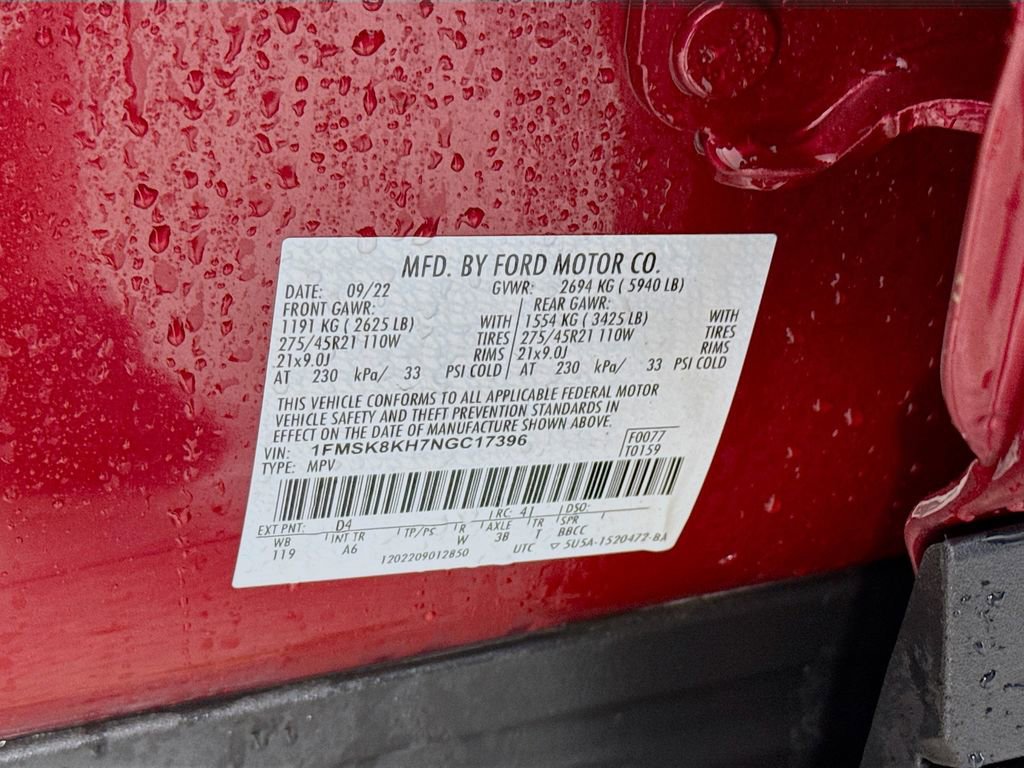 MFD. BY FORD MOTOR CO.
DATE: 09/22 GVWR: 2694 KG ( 5940 LB)
FRONT GAWR: REAR GAWR:
1191 KG ( 2625 LB) WITH 1554 KG ( 3425 LB) WITH
275/45R21 110W TIRES 275/45R21 110W TIRES
21x9.0J RIMS 21x9.0J RIMS
AT 230 kPa/ 33 PSI COLD AT 230 kPa/ 33 PSI COLD
THIS VEHICLE CONFORMS TO ALL APPLICABLE FEDERAL MOTOR
VEHICLE SAFETY AND THEFT PREVENTION STANDARDS IN
EFFECT ON THE DATE OF MANUFACTURE SHOWN ABOVE.
VIN: 1FMSK8KH7NGC17396 F0077
TYPE: MPV T0159
EXT PNT: D4 RC: 41 DSO:
WB INT TR TP/PS R AXLE TR SPR
119 A6 W 3B T BBCC
1202209012850 UTC ▽ 5U5A-1520472-BA